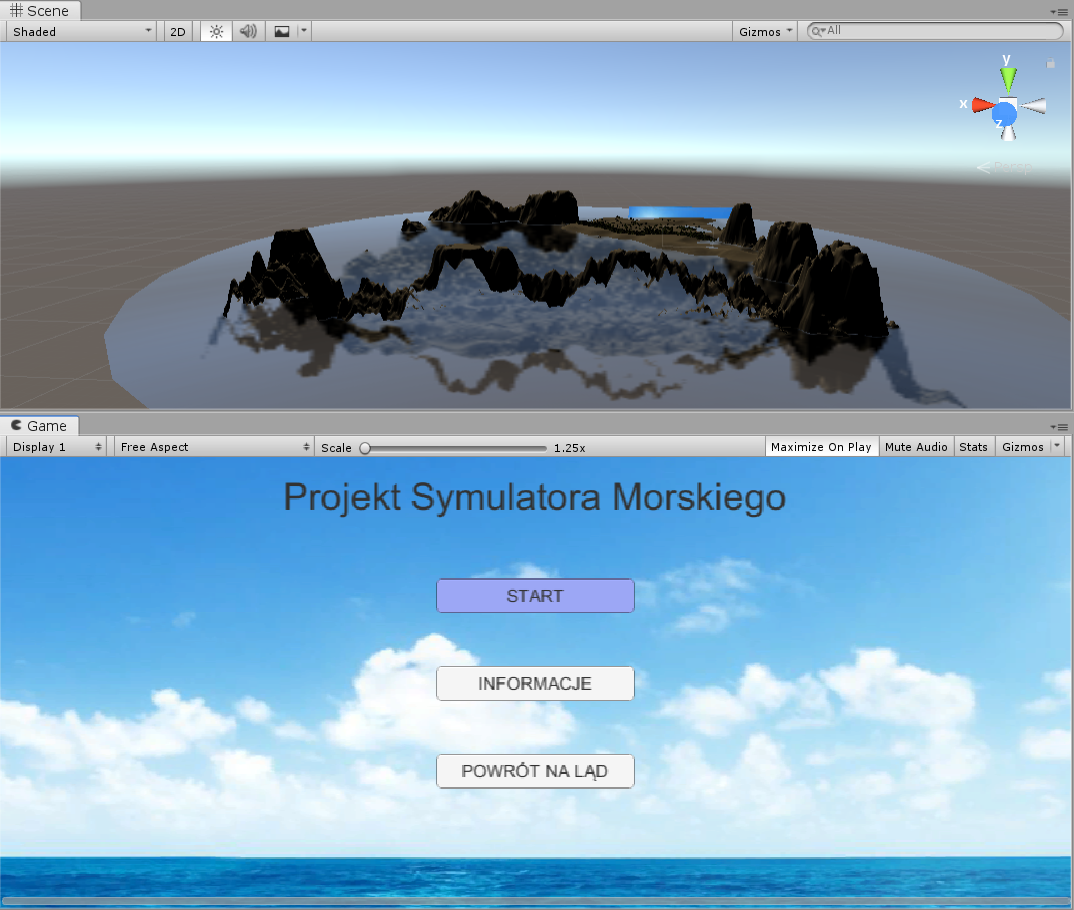 Scene
Shaded 2D Gizmos All
y
x
z
Persp
Game
Display 1 Free Aspect Scale 1.25x Maximize On Play Mute Audio Stats Gizmos
Projekt Symulatora Morskiego
START
INFORMACJE
POWRÓT NA LĄD